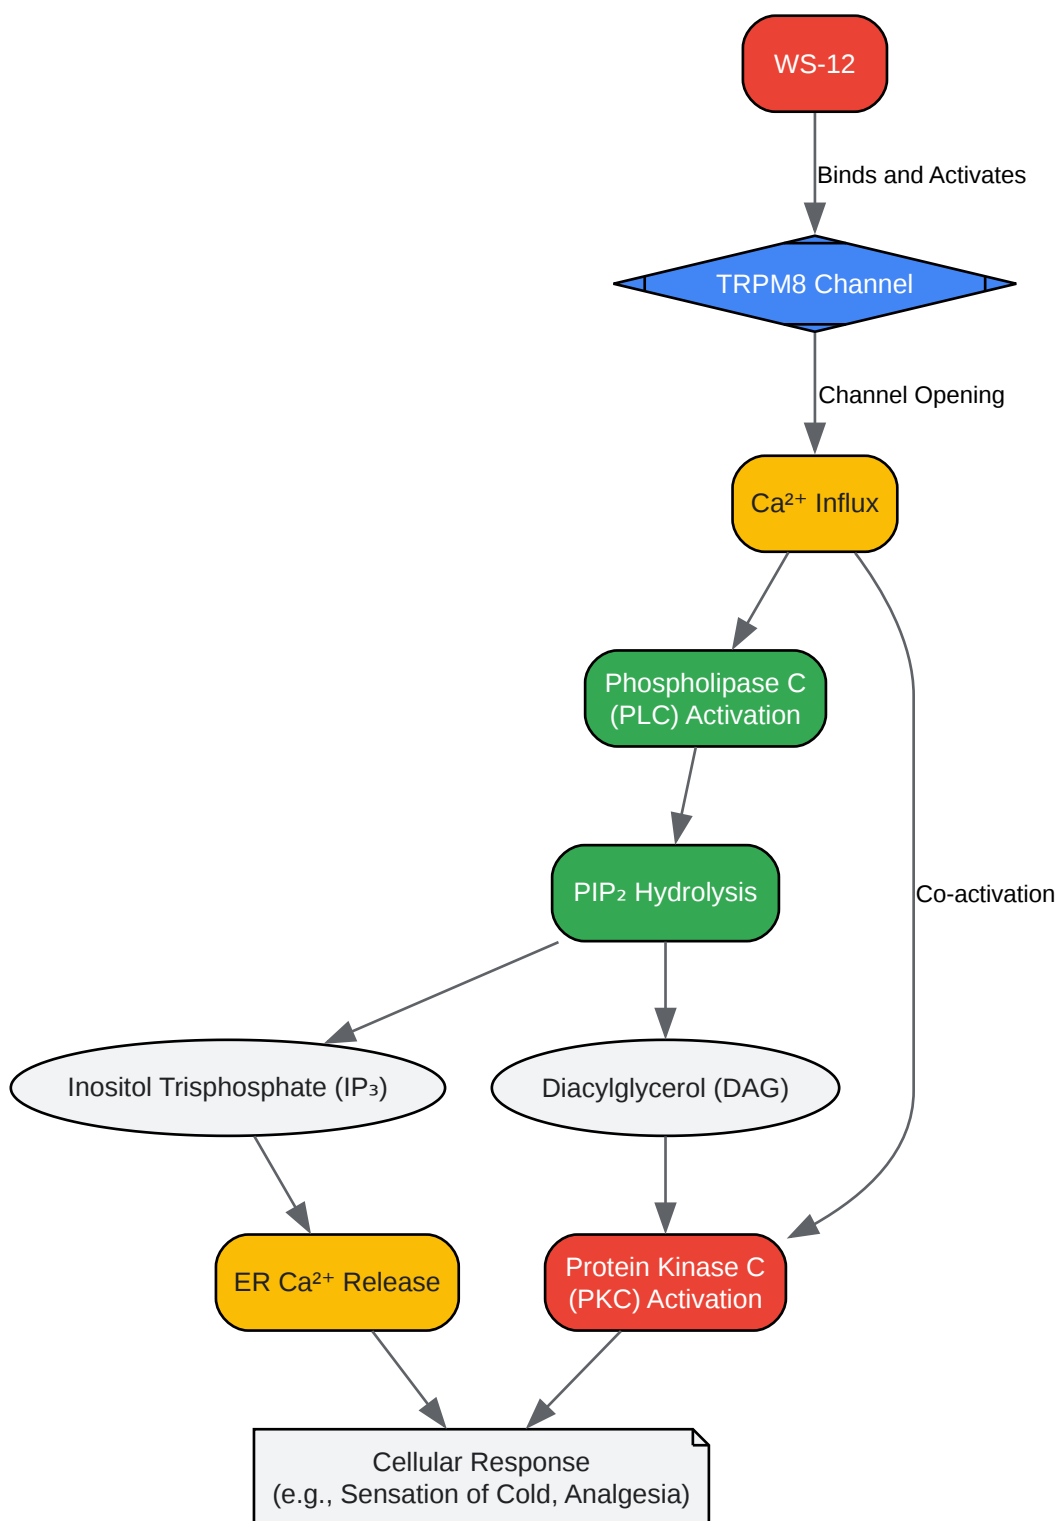 WS-12
Binds and Activates
TRPM8 Channel
Channel Opening
Ca²⁺ Influx
Phospholipase C
(PLC) Activation
PIP₂ Hydrolysis
Co-activation
Inositol Trisphosphate (IP₃)
Diacylglycerol (DAG)
ER Ca²⁺ Release
Protein Kinase C
(PKC) Activation
Cellular Response
(e.g., Sensation of Cold, Analgesia)